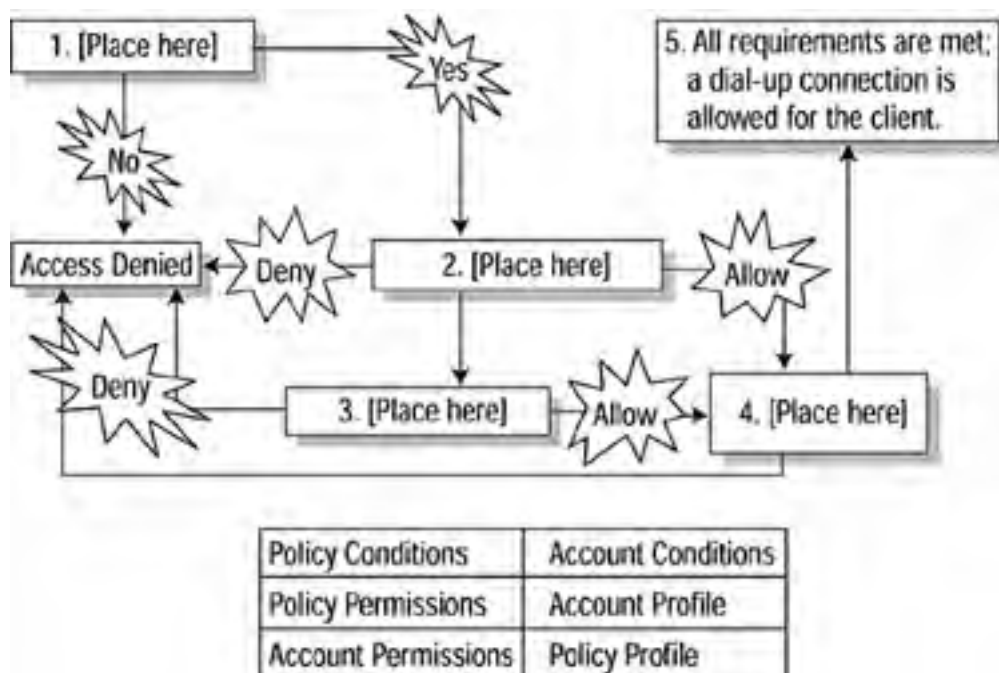 1. [Place here]
Yes
5. All requirements are met;
a dial-up connection is
allowed for the client.
No
Access Denied
Deny
2. [Place here]
Allow
Deny
3. [Place here]
Allow
4. [Place here]
Policy Conditions
Account Conditions
Policy Permissions
Account Profile
Account Permissions
Policy Profile